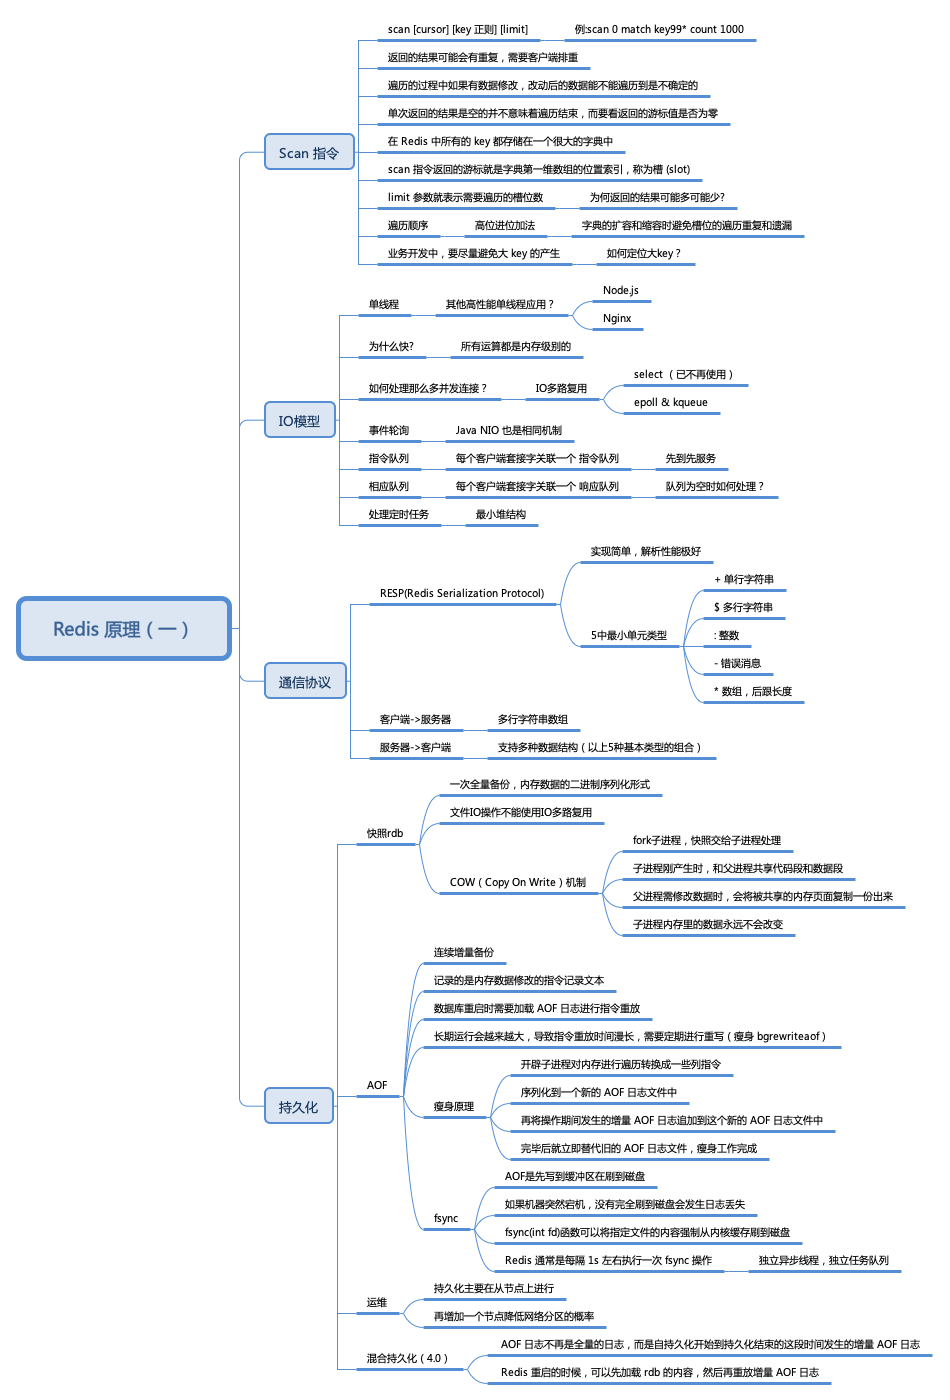 Redis 原理（一）
Scan 指令
scan [cursor] [key 正则] [limit]
例:scan 0 match key99* count 1000
返回的结果可能会有重复，需要客户端排重
遍历的过程中如果有数据修改，改动后的数据能不能遍历到是不确定的
单次返回的结果是空的并不意味着遍历结束，而要看返回的游标值是否为零
在 Redis 中所有的 key 都存储在一个很大的字典中
scan 指令返回的游标就是字典第一维数组的位置索引，称为槽 (slot)
limit 参数就表示需要遍历的槽位数
为何返回的结果可能多可能少?
遍历顺序
高位进位加法
字典的扩容和缩容时避免槽位的遍历重复和遗漏
业务开发中，要尽量避免大 key 的产生
如何定位大key？
IO模型
单线程
其他高性能单线程应用？
Node.js
Nginx
为什么快?
所有运算都是内存级别的
如何处理那么多并发连接？
IO多路复用
select （已不再使用）
epoll & kqueue
事件轮询
Java NIO 也是相同机制
指令队列
每个客户端套接字关联一个 指令队列
先到先服务
相应队列
每个客户端套接字关联一个 响应队列
队列为空时如何处理？
处理定时任务
最小堆结构
通信协议
RESP(Redis Serialization Protocol)
实现简单，解析性能极好
5中最小单元类型
+ 单行字符串
$ 多行字符串
: 整数
- 错误消息
* 数组，后跟长度
客户端->服务器
多行字符串数组
服务器->客户端
支持多种数据结构（以上5种基本类型的组合）
持久化
快照rdb
一次全量备份，内存数据的二进制序列化形式
文件IO操作不能使用IO多路复用
COW（Copy On Write）机制
fork子进程，快照交给子进程处理
子进程刚产生时，和父进程共享代码段和数据段
父进程需修改数据时，会将被共享的内存页面复制一份出来
子进程内存里的数据永远不会改变
AOF
连续增量备份
记录的是内存数据修改的指令记录文本
数据库重启时需要加载 AOF 日志进行指令重放
长期运行会越来越大，导致指令重放时间漫长，需要定期进行重写（瘦身 bgrewriteaof）
瘦身原理
开辟子进程对内存进行遍历转换成一些列指令
序列化到一个新的 AOF 日志文件中
再将操作期间发生的增量 AOF 日志追加到这个新的 AOF 日志文件中
完毕后就立即替代旧的 AOF 日志文件，瘦身工作完成
fsync
AOF是先写到缓冲区在刷到磁盘
如果机器突然宕机，没有完全刷到磁盘会发生日志丢失
fsync(int fd)函数可以将指定文件的内容强制从内核缓存刷到磁盘
Redis 通常是每隔 1s 左右执行一次 fsync 操作
独立异步线程，独立任务队列
运维
持久化主要在从节点上进行
再增加一个节点降低网络分区的概率
混合持久化（4.0）
AOF 日志不再是全量的日志，而是自持久化开始到持久化结束的这段时间发生的增量 AOF 日志
Redis 重启的时候，可以先加载 rdb 的内容，然后再重放增量 AOF 日志